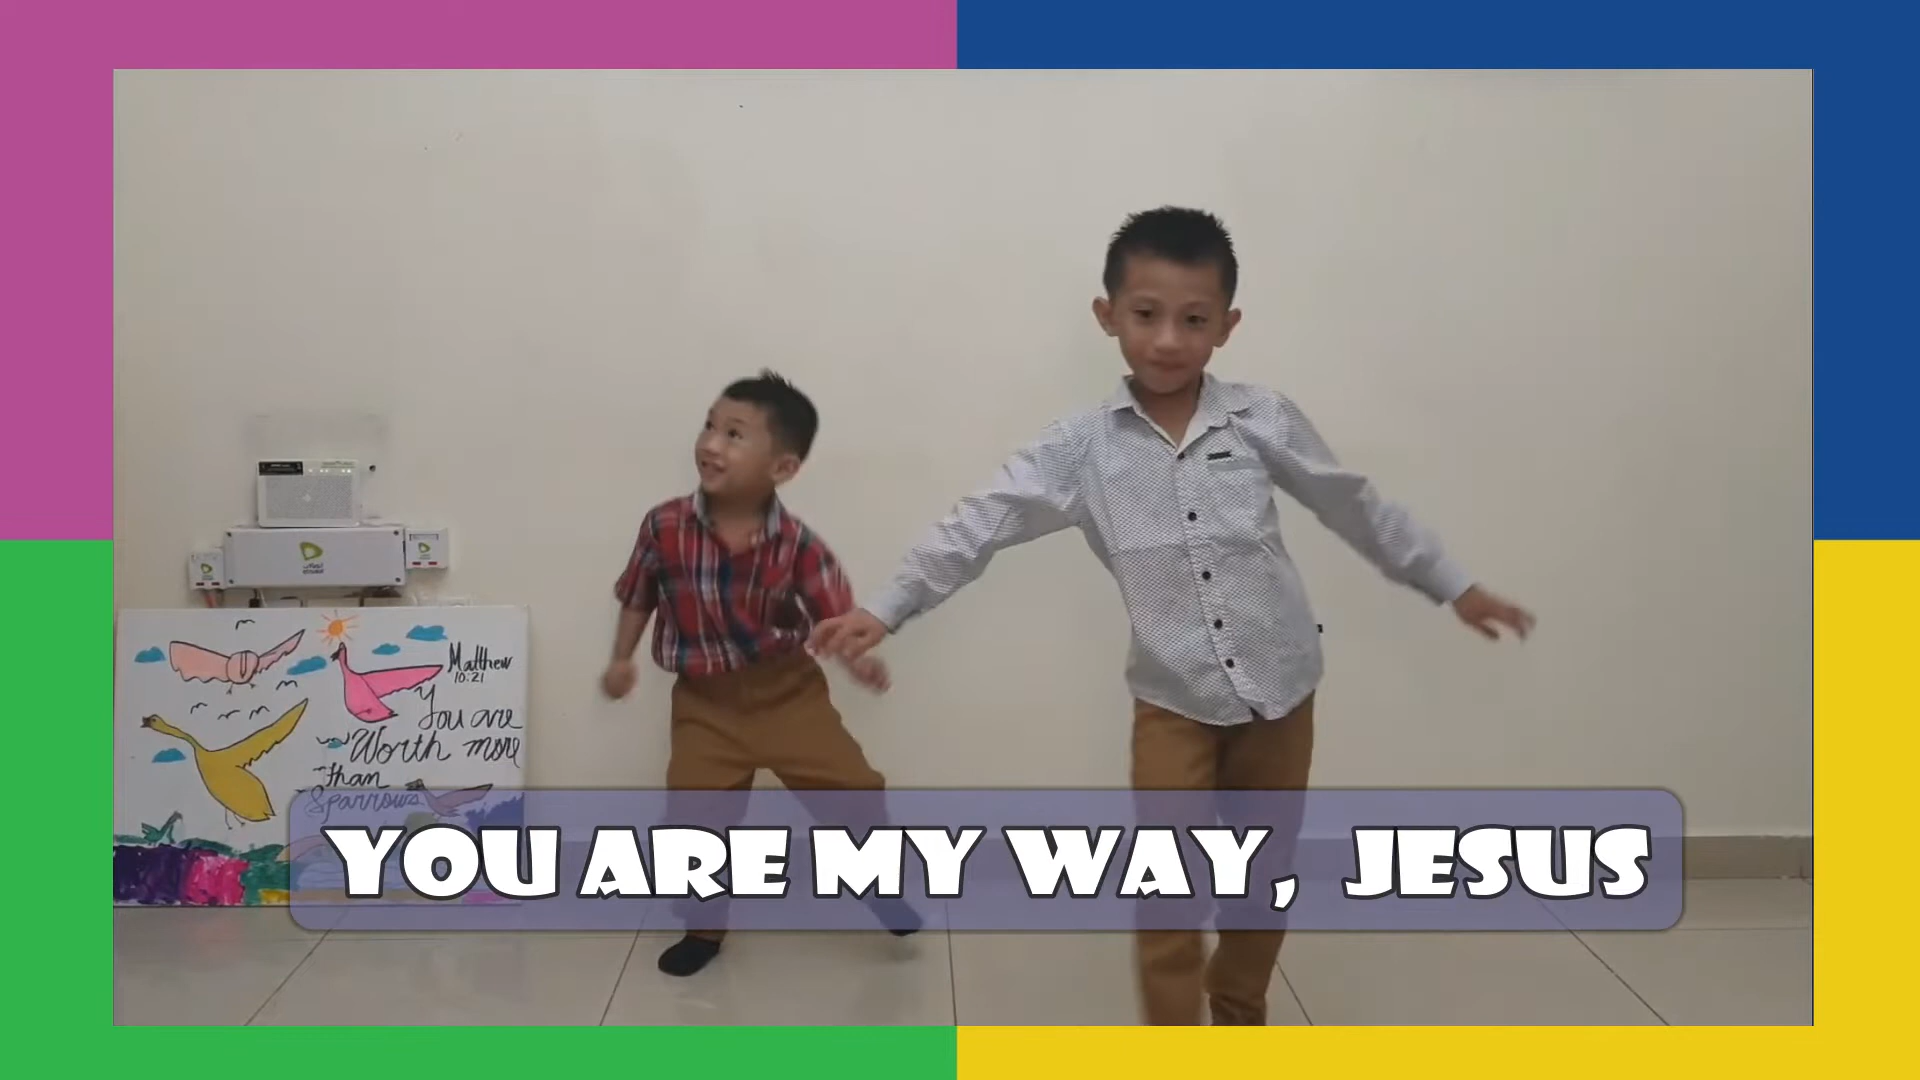 Matthew
10:21
You are
Worth more
than
Sparrows
YOU ARE MY WAY, JESUS